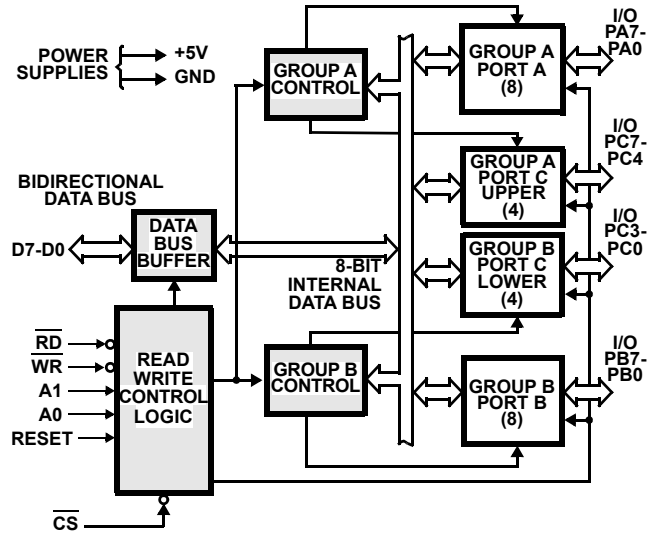 POWER
SUPPLIES
+5V
GND
GROUP A
CONTROL
GROUP A
PORT A
(8)
I/O
PA7-
PA0
GROUP A
PORT C
UPPER
(4)
I/O
PC7-
PC4
BIDIRECTIONAL
DATA BUS
D7-D0
DATA
BUS
BUFFER
8-BIT
INTERNAL
DATA BUS
GROUP B
PORT C
LOWER
(4)
I/O
PC3-
PC0
RD
WR
A1
A0
RESET
READ
WRITE
CONTROL
LOGIC
GROUP B
CONTROL
GROUP B
PORT B
(8)
I/O
PB7-
PB0
CS